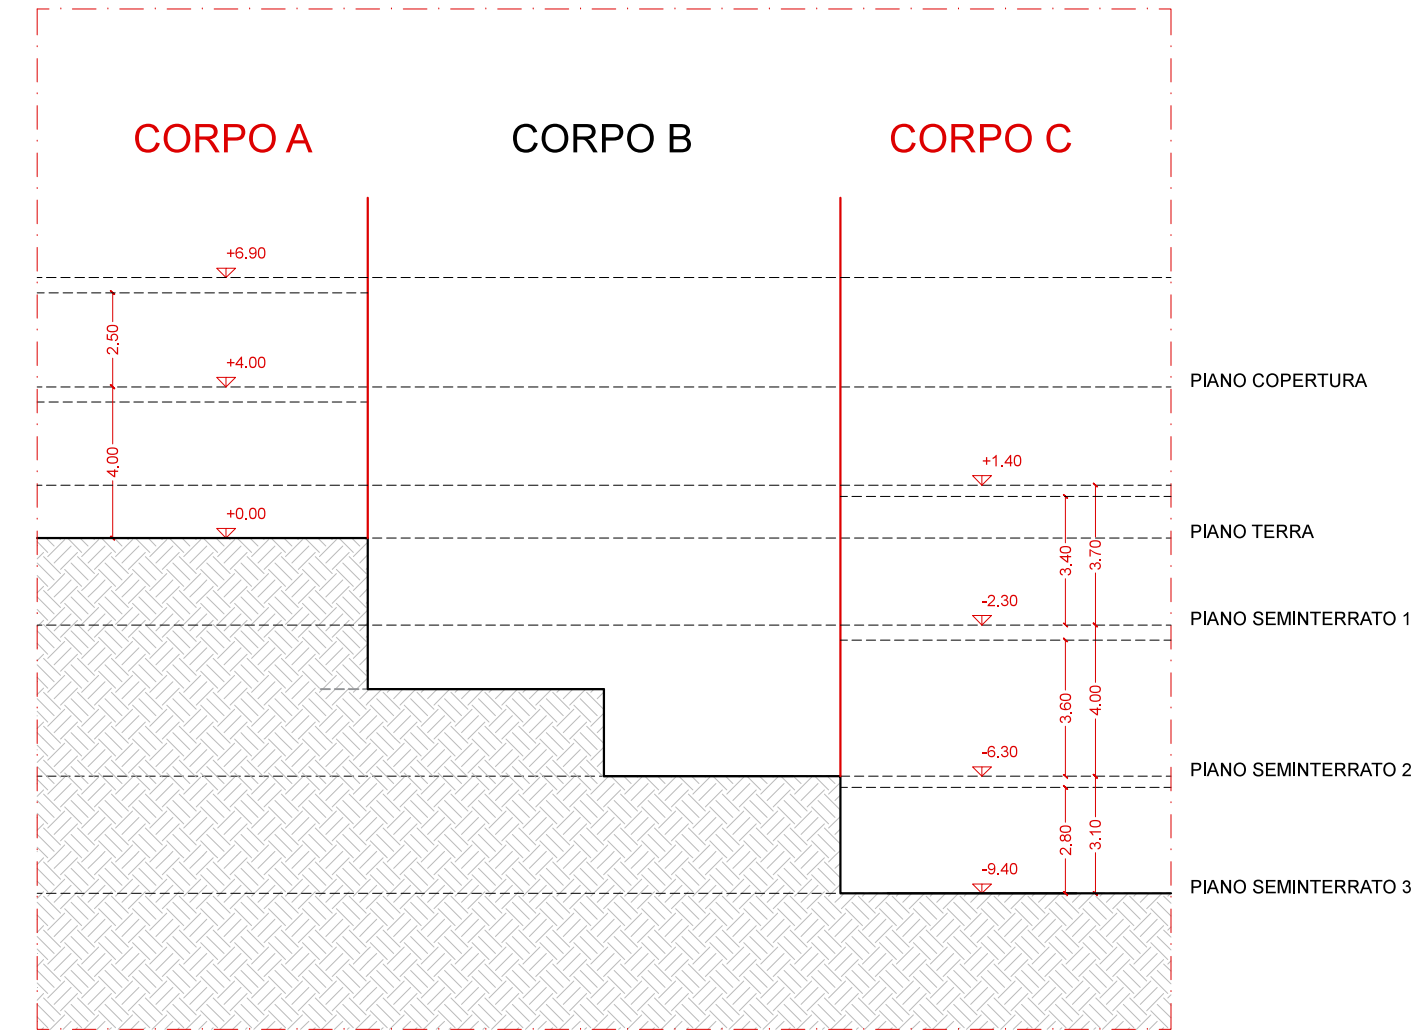 CORPO A
CORPO B
CORPO C
+6.90
2.50
+4.00
PIANO COPERTURA
4.00
+1.40
+0.00
PIANO TERRA
3.40
3.70
-2.30
PIANO SEMINTERRATO 1
3.60
4.00
-6.30
PIANO SEMINTERRATO 2
2.80
3.10
-9.40
PIANO SEMINTERRATO 3